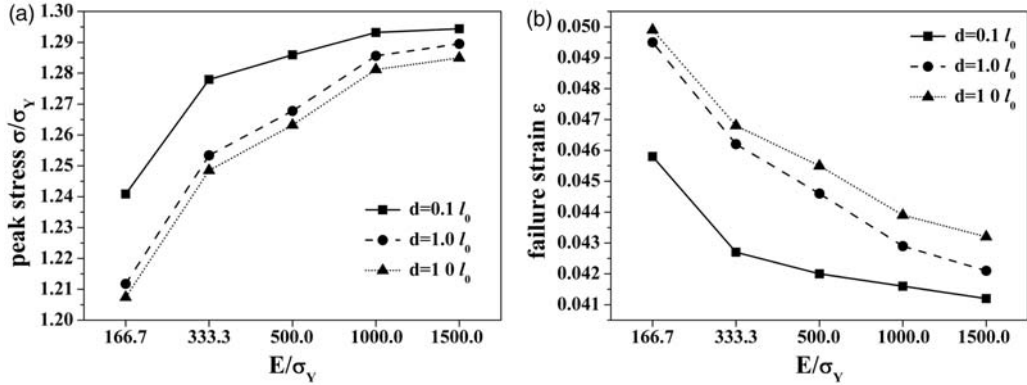 (a)
peak stress σ/σY
1.30
1.29
1.28
1.27
1.26
1.25
1.24
1.23
1.22
1.21
1.20
d=0.1 l0
d=1.0 l0
d=1 0 l0
166.7 333.3 500.0 1000.0 1500.0
E/σY
(b)
failure strain ε
0.050
0.049
0.048
0.047
0.046
0.045
0.044
0.043
0.042
0.041
d=0.1 l0
d=1.0 l0
d=1 0 l0
166.7 333.3 500.0 1000.0 1500.0
E/σY